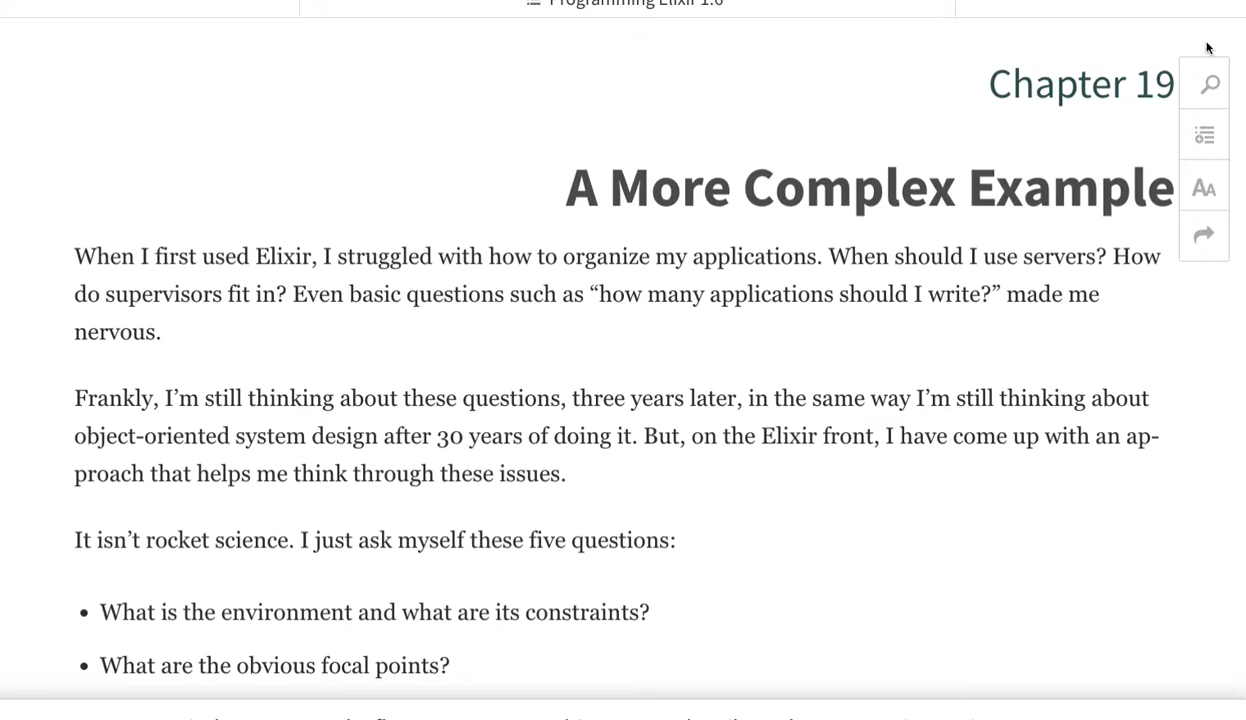 Programming Elixir 1.6
Chapter 19
A More Complex Example
AA
When I first used Elixir, I struggled with how to organize my applications. When should I use servers? How
do supervisors fit in? Even basic questions such as “how many applications should I write?” made me
nervous.
Frankly, I’m still thinking about these questions, three years later, in the same way I’m still thinking about
object-oriented system design after 30 years of doing it. But, on the Elixir front, I have come up with an ap-
proach that helps me think through these issues.
It isn’t rocket science. I just ask myself these five questions:
• What is the environment and what are its constraints?
• What are the obvious focal points?